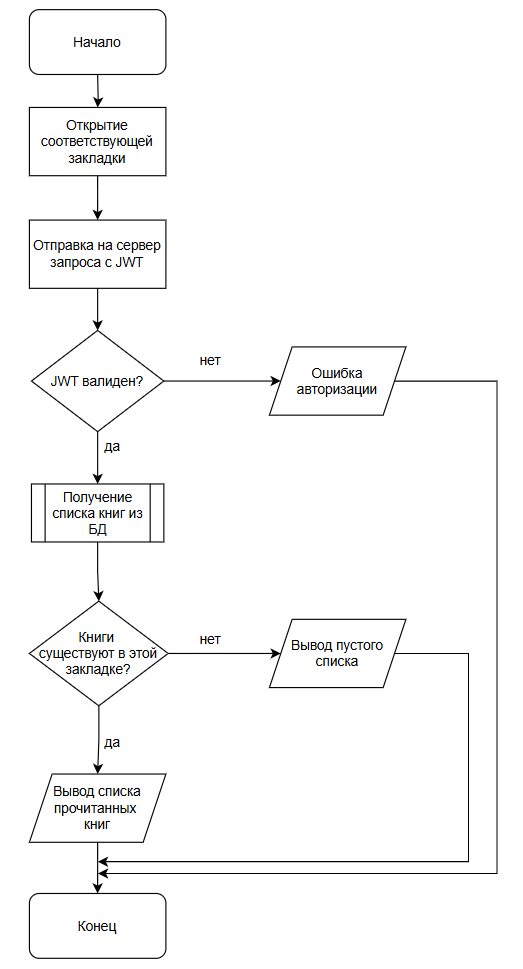 Начало
Открытие
соответствующей
закладки
Отправка на сервер
запроса с JWT
JWT валиден?
нет
Ошибка
авторизации
да
Получение
списка книг из
БД
Книги
существуют в этой
закладке?
нет
Вывод пустого
списка
да
Вывод списка
прочитанных
книг
Конец